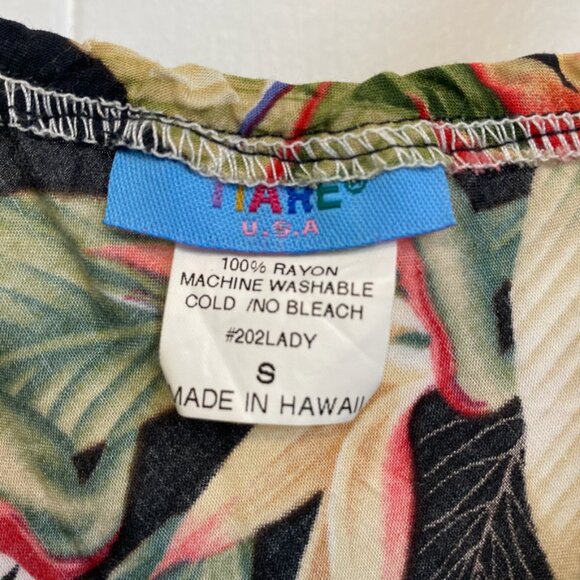 TIARE®
U.S.A
100% RAYON
MACHINE WASHABLE
COLD /NO BLEACH
#202LADY
S
MADE IN HAWAII